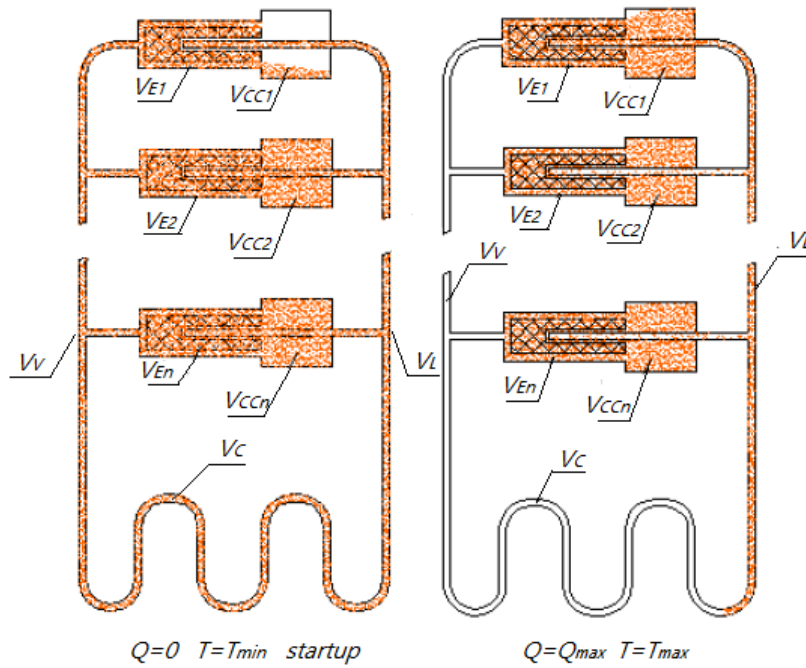 VE1
VCC1
VE2
VCC2
VV
VEn
VCCn
VL
VC
Q=0 T=Tmin startup
VE1
VCC1
VE2
VCC2
VV
VEn
VCCn
VC
Q=Qmax T=Tmax